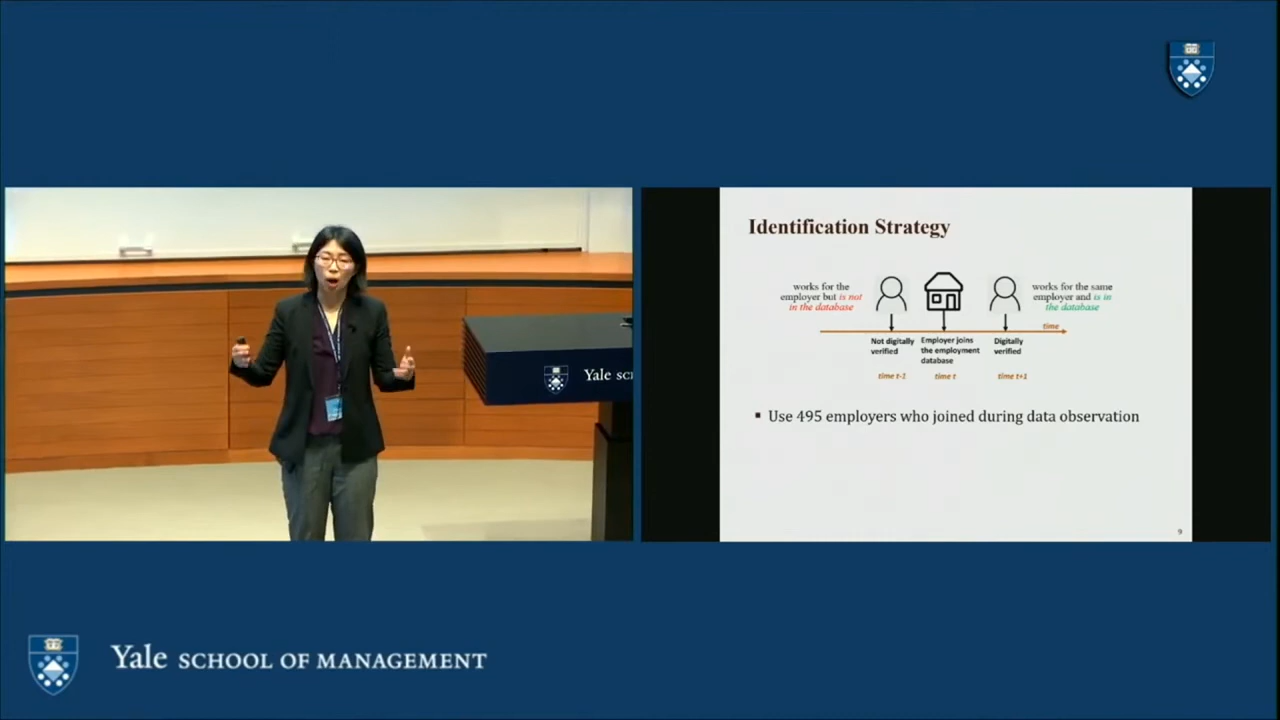 Identification Strategy
works for the
employer but is not
in the database
works for the same
employer and is in
the database
time
Not digitally
verified
Employer joins
the employment
database
Digitally
verified
time t-1
time t
time t+1
▪ Use 495 employers who joined during data observation
9
Yale
Yale SCHOOL OF MANAGEMENT